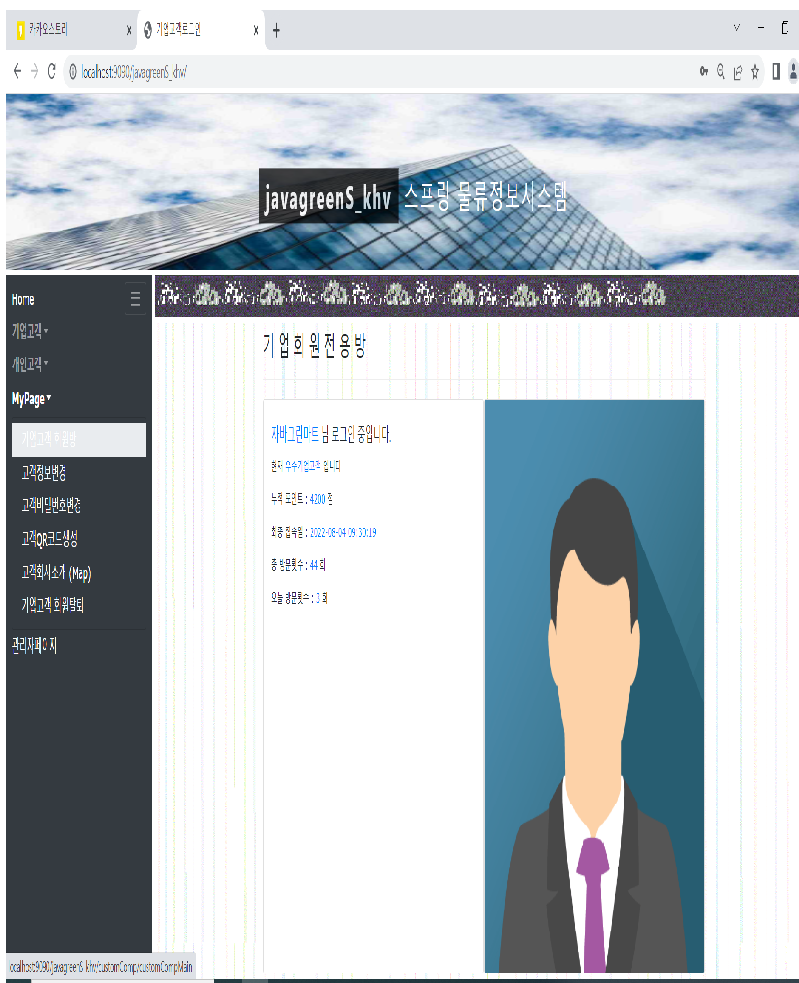 카카오스토리
기업고객로그인
localhost:9090/javagreenS_khv/
javagreenS_khv 스프링 물류정보시스템
Home
기업고객
개인고객
MyPage
기업고객 회원방
고객정보변경
고객비밀번호변경
고객QR코드생성
고객회사소개 (Map)
기업고객 회원탈퇴
관리자페이지
기 업 회 원 전 용 방
자바그린마트 님 로그인 중입니다.
현재 우수기업고객 입니다
누적 포인트 : 4200 점
최종 접속일 : 2022-08-04 09:30:19
총 방문횟수 : 44 회
오늘 방문횟수 : 3 회
localhost:9090/javagreenS_khv/customComp/customCompMain